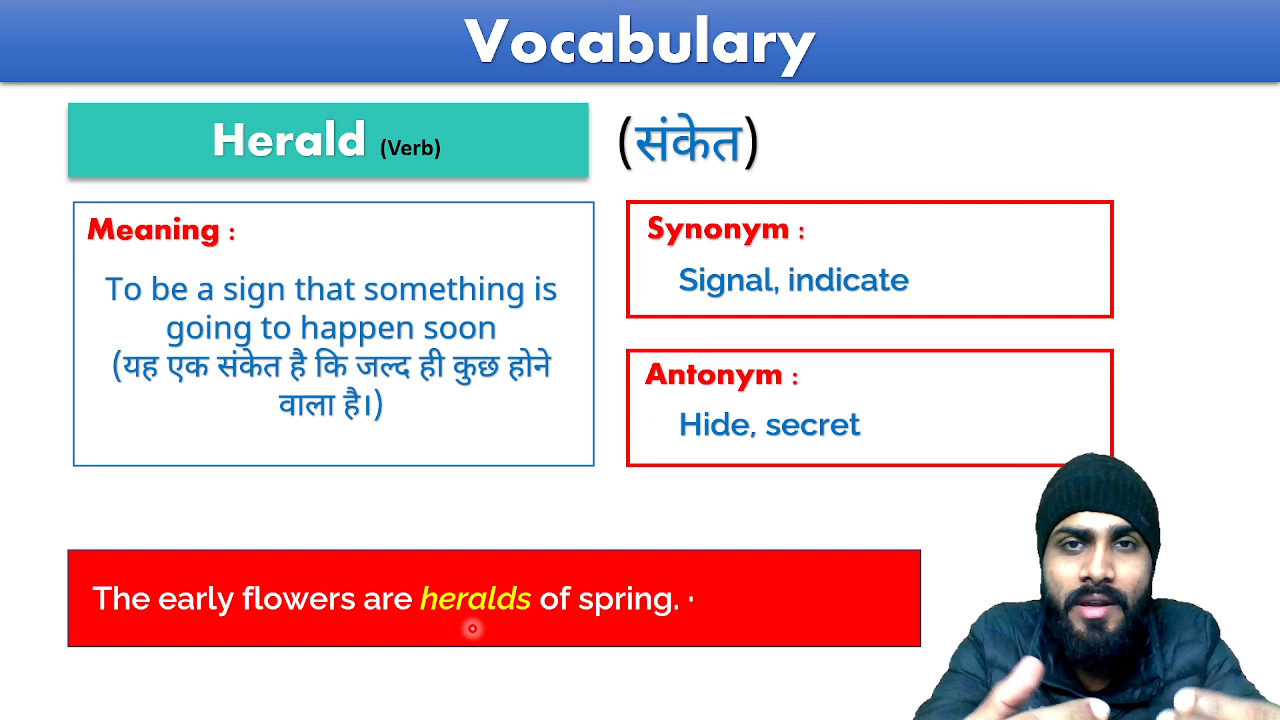 Vocabulary
Herald (Verb)
(संकेत)
Meaning :
To be a sign that something is
going to happen soon
(यह एक संकेत है कि जल्द ही कुछ होने
वाला है।)
Synonym :
Signal, indicate
Antonym :
Hide, secret
The early flowers are heralds of spring. ·